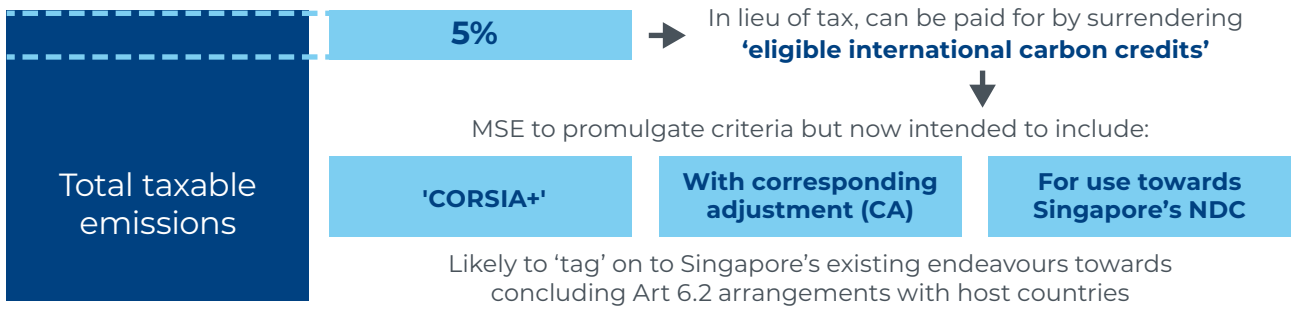 5%
In lieu of tax, can be paid for by surrendering
‘eligible international carbon credits’
MSE to promulgate criteria but now intended to include:
Total taxable
emissions
'CORSIA+'
With corresponding
adjustment (CA)
For use towards
Singapore’s NDC
Likely to ‘tag’ on to Singapore’s existing endeavours towards
concluding Art 6.2 arrangements with host countries